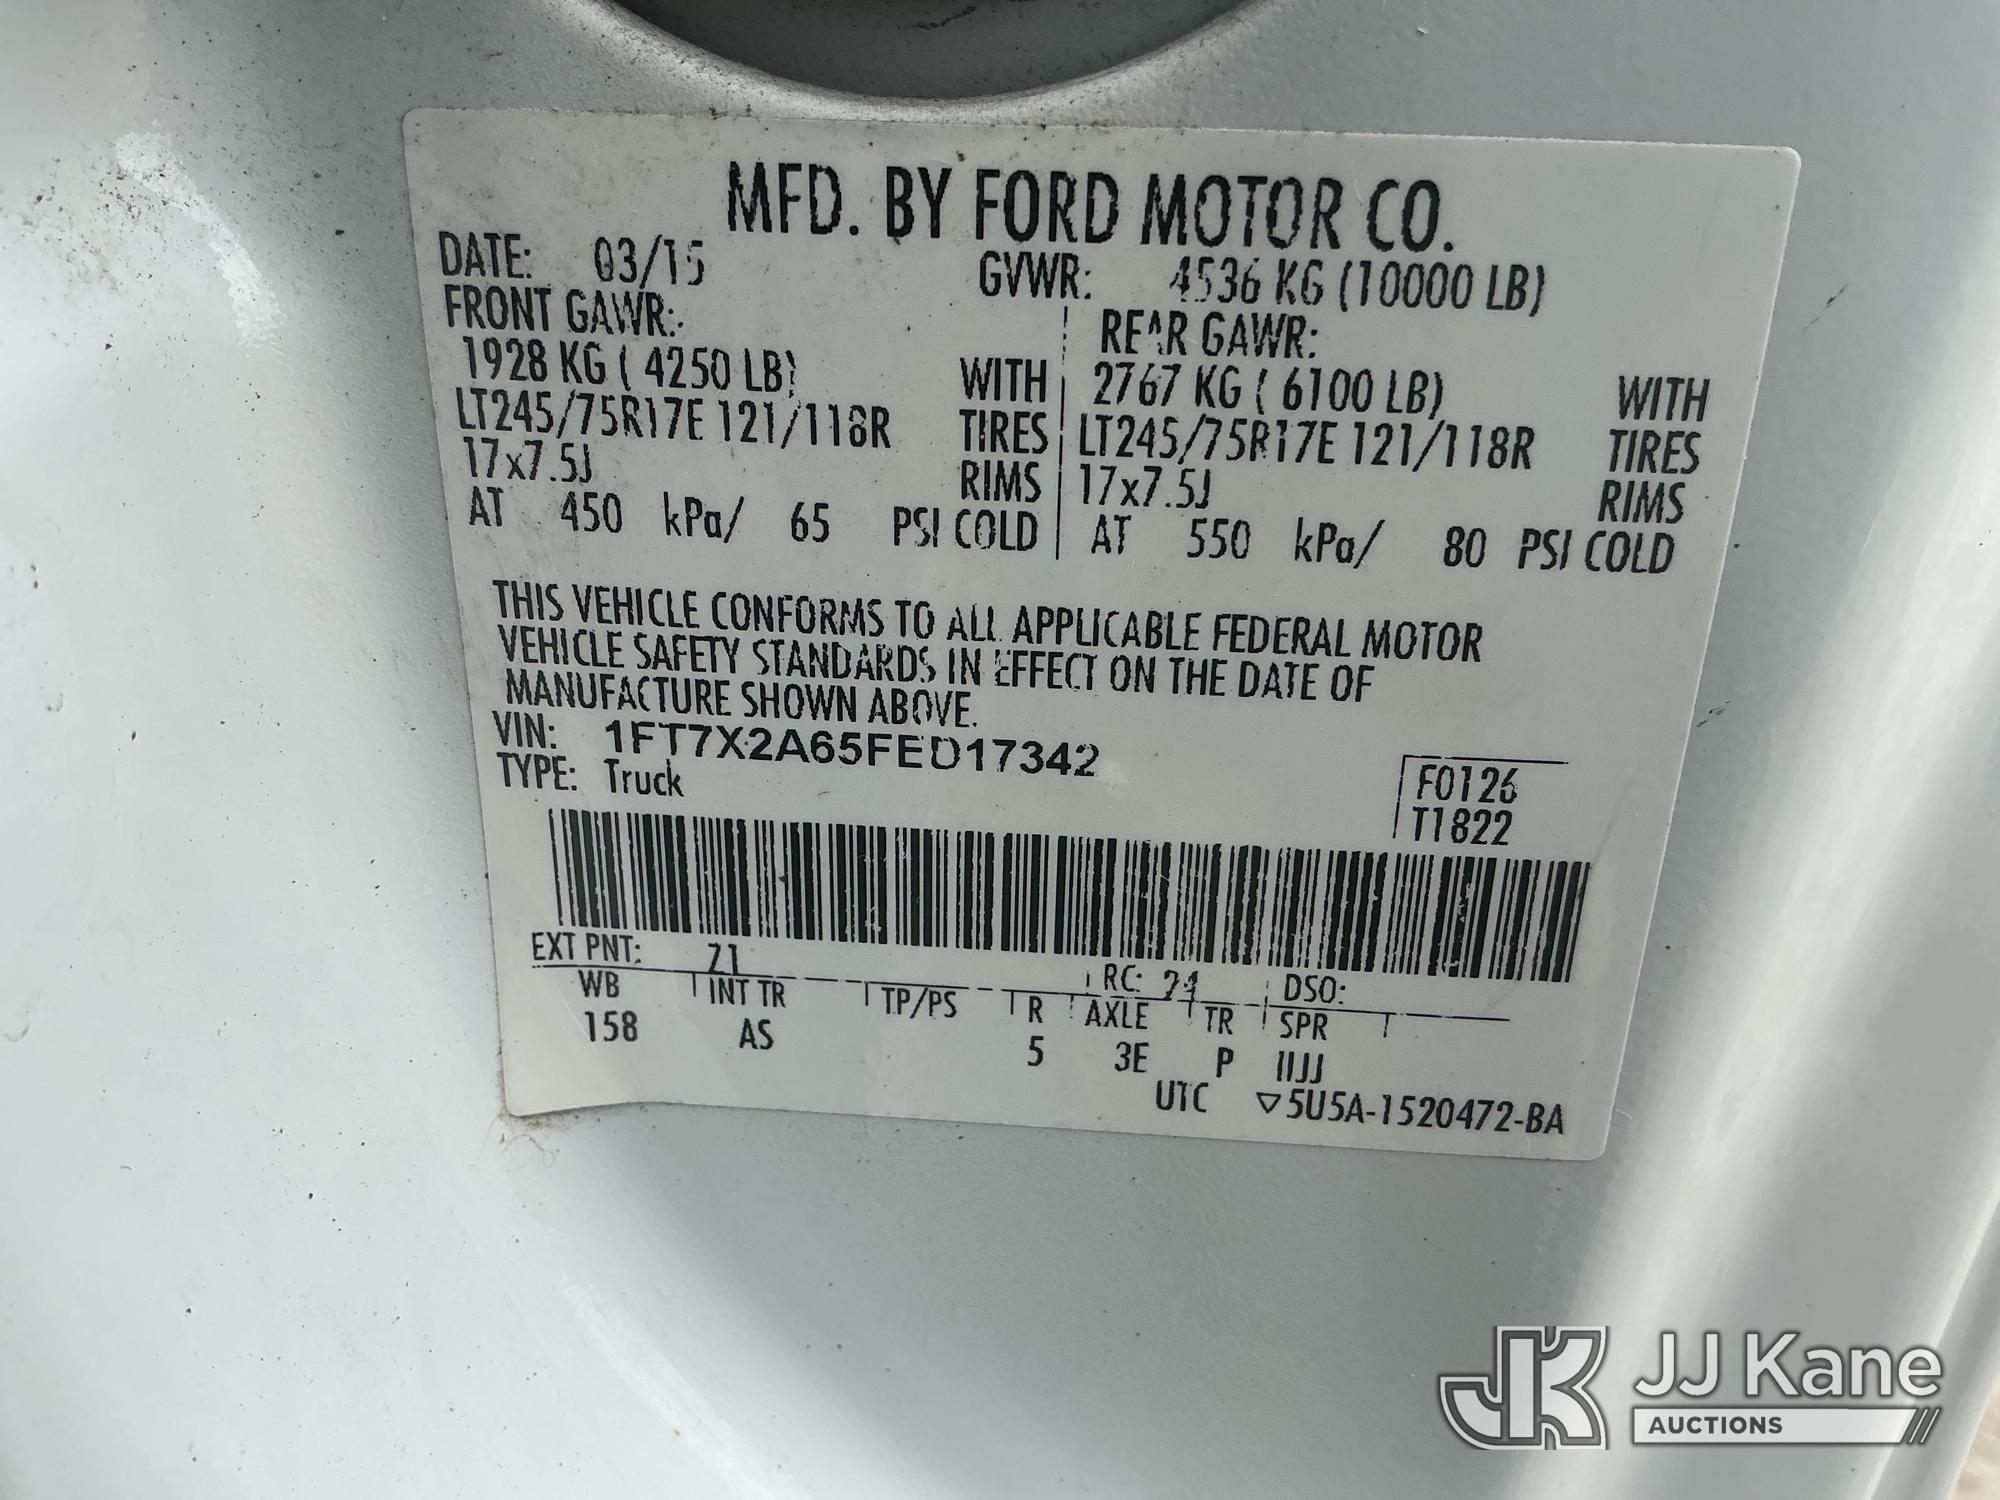 MFD. BY FORD MOTOR CO.
DATE: 03/15 GVWR: 4536 KG (10000 LB)
FRONT GAWR: REAR GAWR:
1928 KG ( 4250 LB) WITH 2767 KG ( 6100 LB) WITH
LT245/75R17E 121/118R TIRES LT245/75R17E 121/118R TIRES
17x7.5J RIMS 17x7.5J RIMS
AT 450 kPa/ 65 PSI COLD AT 550 kPa/ 80 PSI COLD
THIS VEHICLE CONFORMS TO ALL APPLICABLE FEDERAL MOTOR
VEHICLE SAFETY STANDARDS IN EFFECT ON THE DATE OF
MANUFACTURE SHOWN ABOVE.
VIN: 1FT7X2A65FED17342
TYPE: Truck
F0126
T1822
EXT PNT: Z1 RC: 24 DSO:
WB INT TR TP/PS R AXLE TR SPR
158 AS 5 3E P IIJJ
UTC ▽5U5A-1520472-BA
JK JJ Kane
AUCTIONS